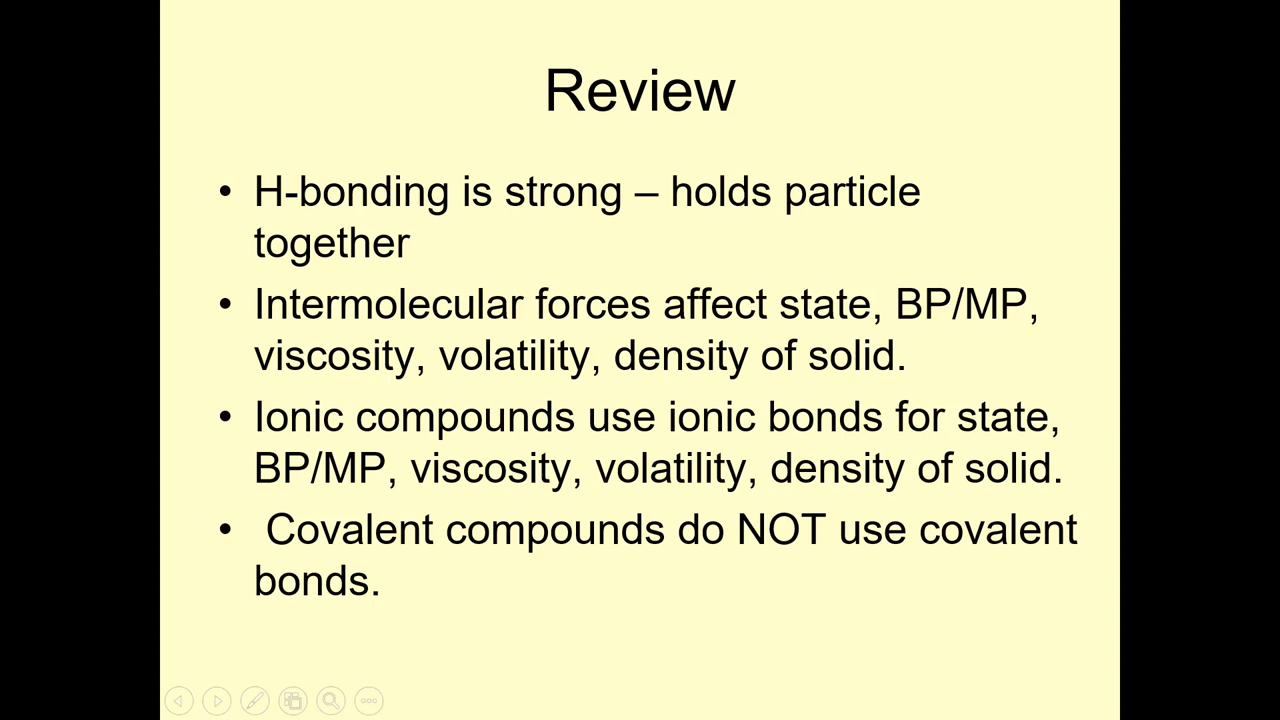 Review
• H-bonding is strong – holds particle
together
• Intermolecular forces affect state, BP/MP,
viscosity, volatility, density of solid.
• Ionic compounds use ionic bonds for state,
BP/MP, viscosity, volatility, density of solid.
• Covalent compounds do NOT use covalent
bonds.